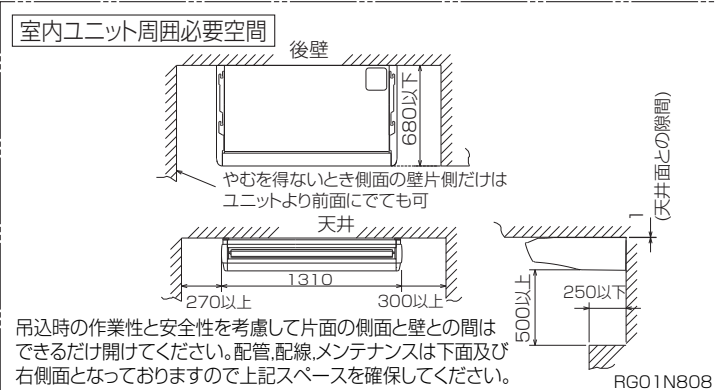 室内ユニット周囲必要空間
後壁
680以下
やむを得ないとき側面の壁片側だけは
ユニットより前面にでても可
天井
1310
270以上
300以上
1
(天井面との隙間)
500以上
250以下
吊込時の作業性と安全性を考慮して片面の側面と壁との間は
できるだけ開けてください。配管,配線,メンテナンスは下面及び
右側面となっておりますので上記スペースを確保してください。
RG01N808